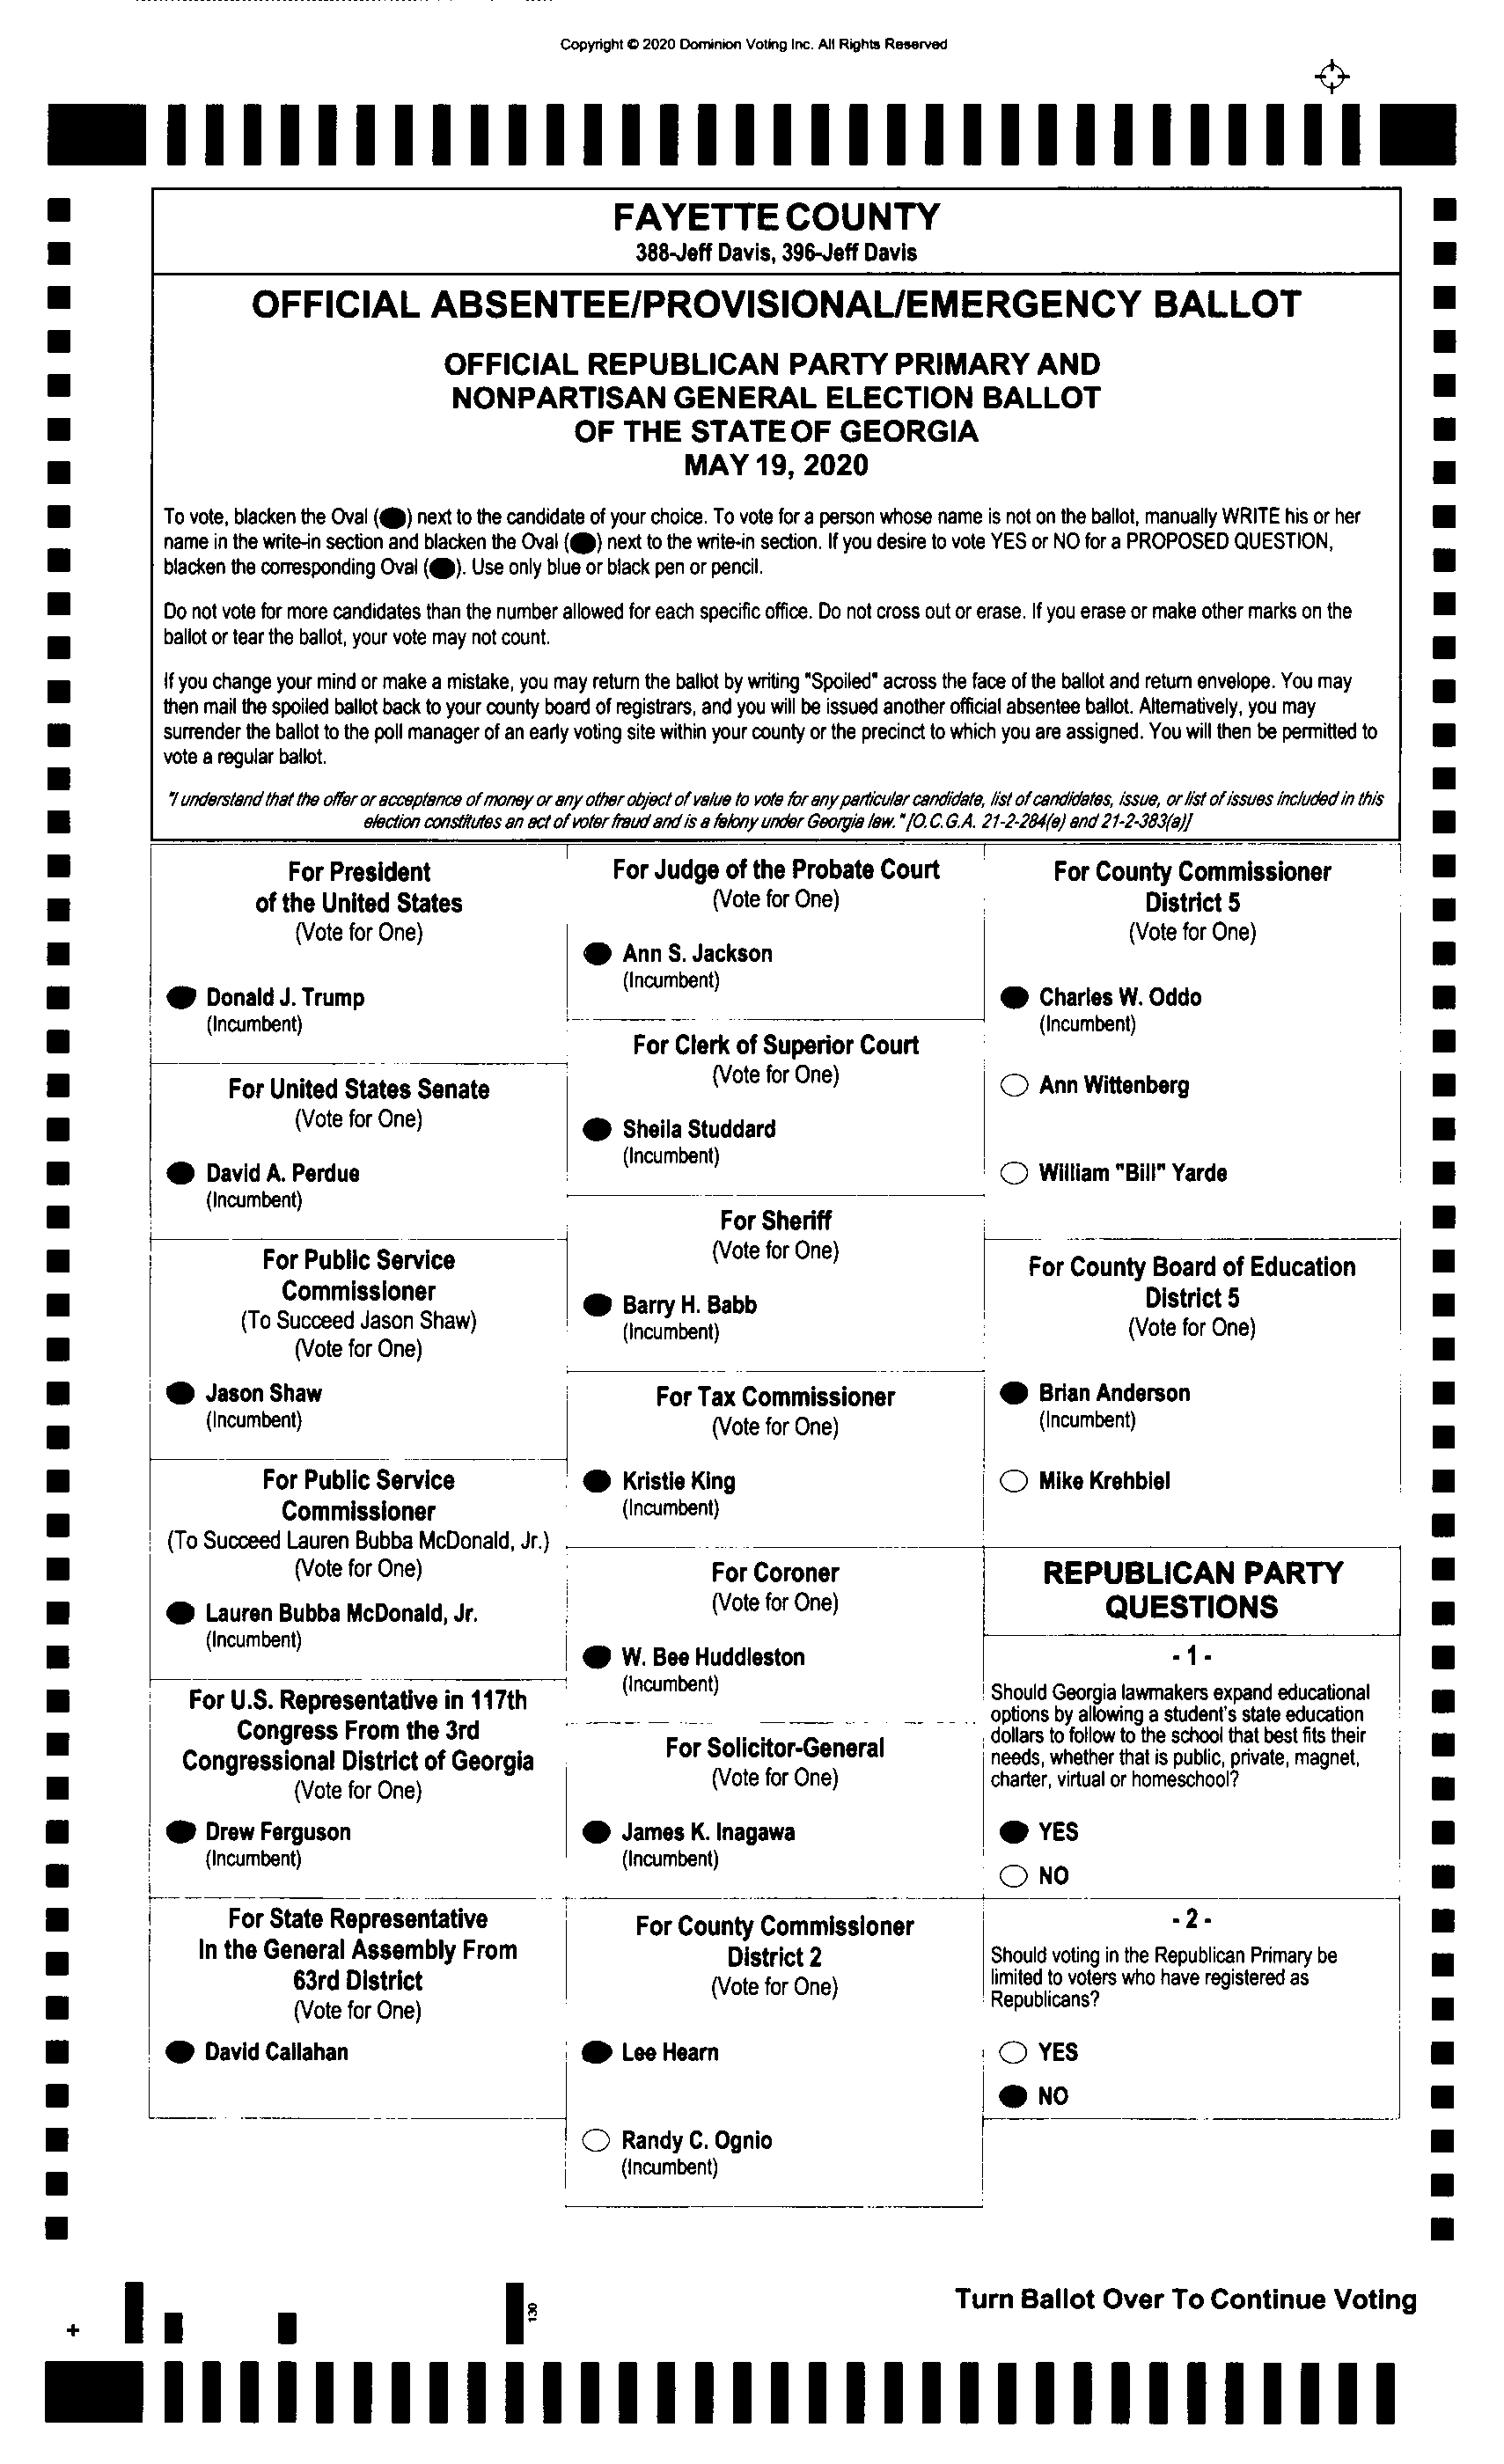 Copyright © 2020 Dominion Voting Inc. All Rights Reserved
FAYETTE COUNTY
388-Jeff Davis, 396-Jeff Davis
OFFICIAL ABSENTEE/PROVISIONAL/EMERGENCY BALLOT
OFFICIAL REPUBLICAN PARTY PRIMARY AND
NONPARTISAN GENERAL ELECTION BALLOT
OF THE STATE OF GEORGIA
MAY 19, 2020
To vote, blacken the Oval ( ) next to the candidate of your choice. To vote for a person whose name is not on the ballot, manually WRITE his or her
name in the write-in section and blacken the Oval ( ) next to the write-in section. If you desire to vote YES or NO for a PROPOSED QUESTION,
blacken the corresponding Oval ( ). Use only blue or black pen or pencil.
Do not vote for more candidates than the number allowed for each specific office. Do not cross out or erase. If you erase or make other marks on the
ballot or tear the ballot, your vote may not count.
If you change your mind or make a mistake, you may return the ballot by writing "Spoiled" across the face of the ballot and return envelope. You may
then mail the spoiled ballot back to your county board of registrars, and you will be issued another official absentee ballot. Alternatively, you may
surrender the ballot to the poll manager of an early voting site within your county or the precinct to which you are assigned. You will then be permitted to
vote a regular ballot.
"I understand that the offer or acceptance of money or any other object of value to vote for any particular candidate, list of candidates, issue, or list of issues included in this
election constitutes an act of voter fraud and is a felony under Georgia law." [O.C.G.A. 21-2-284(e) and 21-2-383(a)]
For President
of the United States
(Vote for One)
Donald J. Trump
(Incumbent)
For United States Senate
(Vote for One)
David A. Perdue
(Incumbent)
For Public Service
Commissioner
(To Succeed Jason Shaw)
(Vote for One)
Jason Shaw
(Incumbent)
For Public Service
Commissioner
(To Succeed Lauren Bubba McDonald, Jr.)
(Vote for One)
Lauren Bubba McDonald, Jr.
(Incumbent)
For U.S. Representative in 117th
Congress From the 3rd
Congressional District of Georgia
(Vote for One)
Drew Ferguson
(Incumbent)
For State Representative
In the General Assembly From
63rd District
(Vote for One)
David Callahan
For Judge of the Probate Court
(Vote for One)
Ann S. Jackson
(Incumbent)
For Clerk of Superior Court
(Vote for One)
Sheila Studdard
(Incumbent)
For Sheriff
(Vote for One)
Barry H. Babb
(Incumbent)
For Tax Commissioner
(Vote for One)
Kristie King
(Incumbent)
For Coroner
(Vote for One)
W. Bee Huddleston
(Incumbent)
For Solicitor-General
(Vote for One)
James K. Inagawa
(Incumbent)
For County Commissioner
District 2
(Vote for One)
Lee Hearn
Randy C. Ognio
(Incumbent)
For County Commissioner
District 5
(Vote for One)
Charles W. Oddo
(Incumbent)
Ann Wittenberg
William "Bill" Yarde
For County Board of Education
District 5
(Vote for One)
Brian Anderson
(Incumbent)
Mike Krehbiel
REPUBLICAN PARTY
QUESTIONS
- 1 -
Should Georgia lawmakers expand educational
options by allowing a student's state education
dollars to follow to the school that best fits their
needs, whether that is public, private, magnet,
charter, virtual or homeschool?
YES
NO
- 2 -
Should voting in the Republican Primary be
limited to voters who have registered as
Republicans?
YES
NO
Turn Ballot Over To Continue Voting
130
+